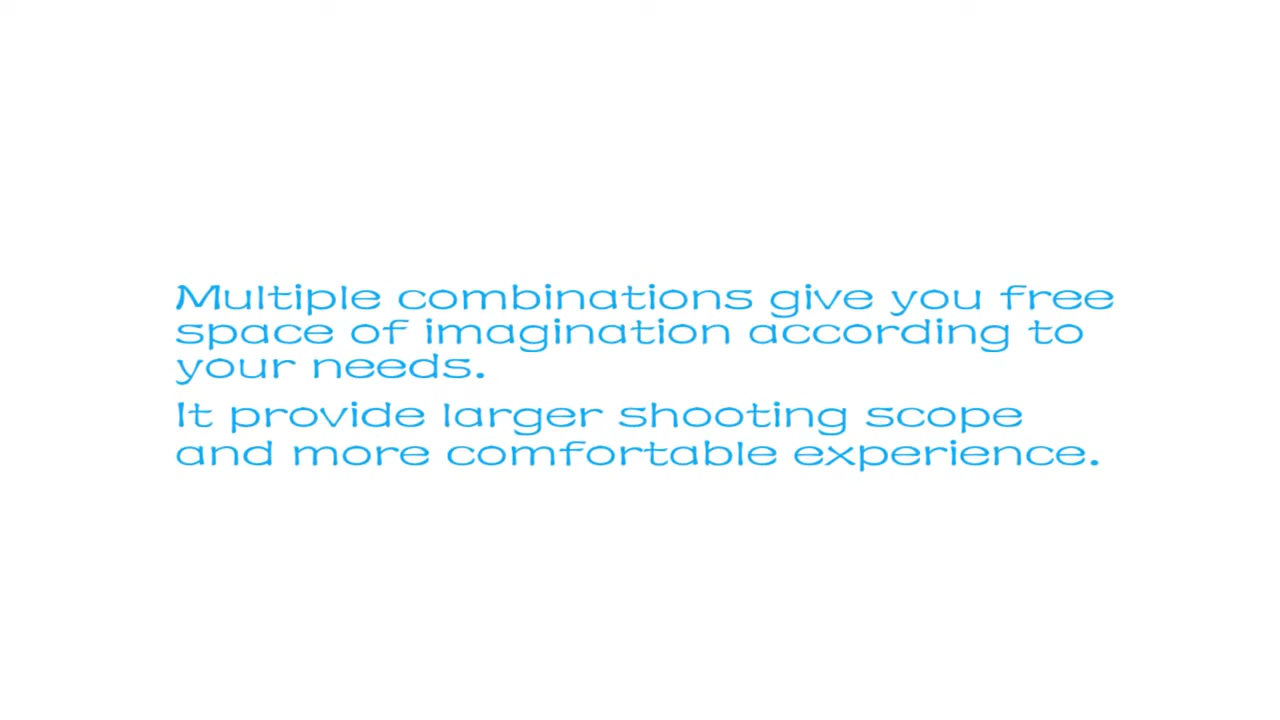 Multiple combinations give you free
space of imagination according to
your needs.
It provide larger shooting scope
and more comfortable experience.